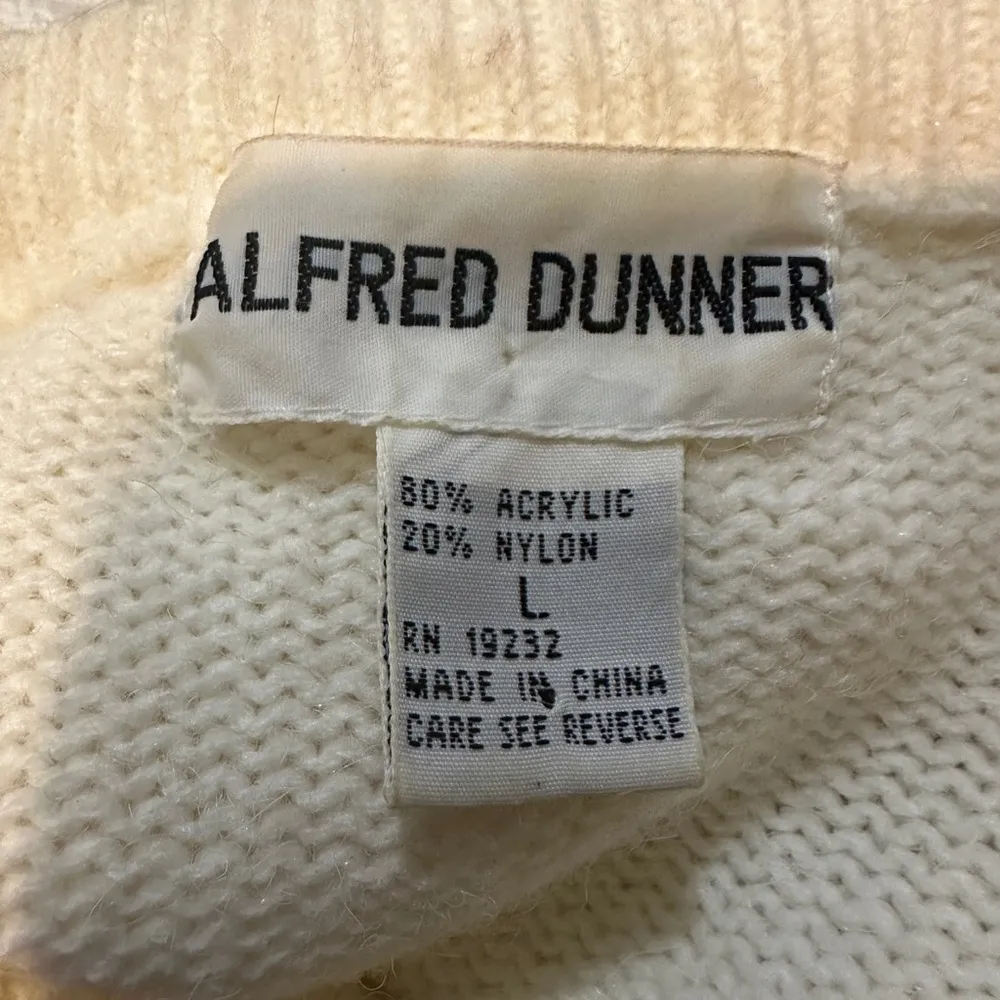 ALFRED DUNNER
80% ACRYLIC
20% NYLON
L
RN 19232
MADE IN CHINA
CARE SEE REVERSE